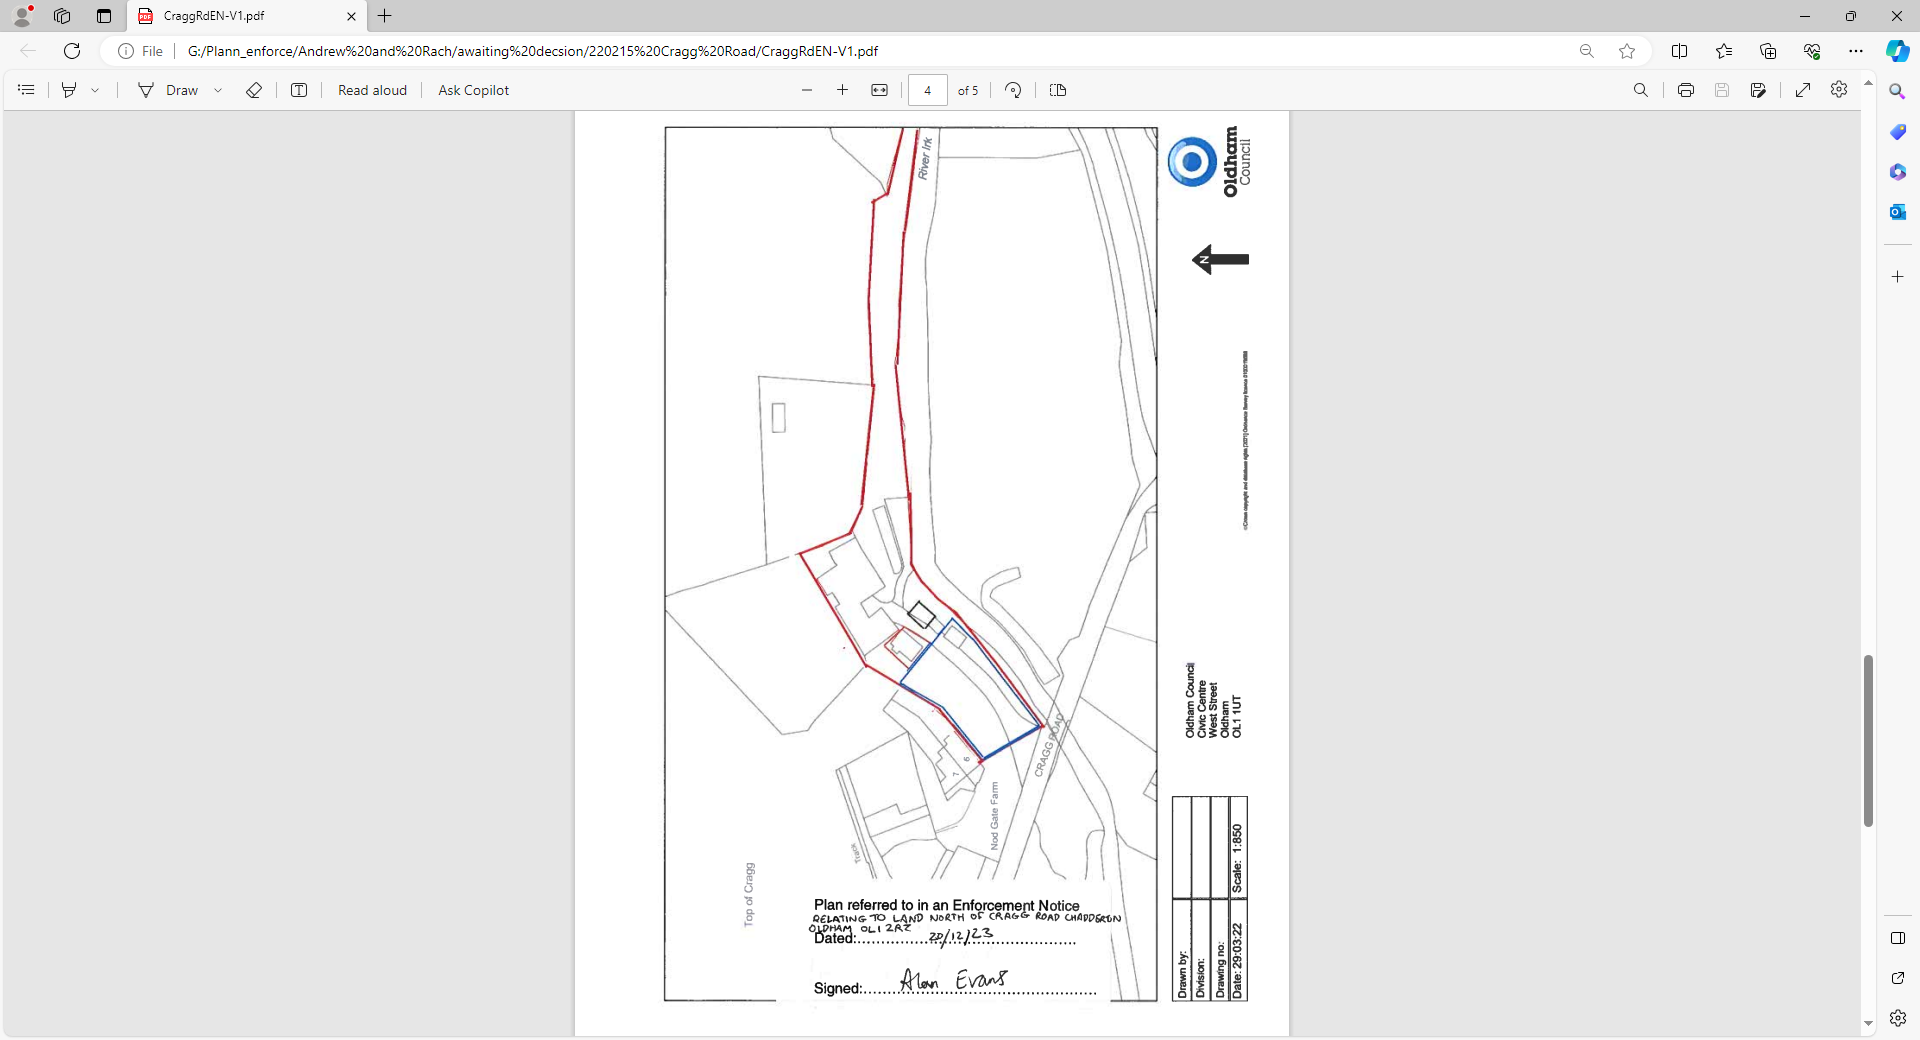 CraggRdEN-V1.pdf
File
G:/Plann_enforce/Andrew%20and%20Rach/awaiting%20decsion/220215%20Cragg%20Road/CraggRdEN-V1.pdf
Draw
Read aloud
Ask Copilot
4
of 5
River Irk
Oldham
Council
N
Oldham Council
Civic Centre
West Street
Oldham
OL1 1UT
CRAGG ROAD
6
7
Nod Gate Farm
Track
Top of Cragg
Plan referred to in an Enforcement Notice
RELATING TO LAND NORTH OF CRAGG ROAD CHADDERTON
OLDHAM OL1 2RZ
Dated: 20/12/23
Signed: Alan Evans
Drawn by:
Division:
Drawing no:
Date: 29:03:22
Scale: 1:850